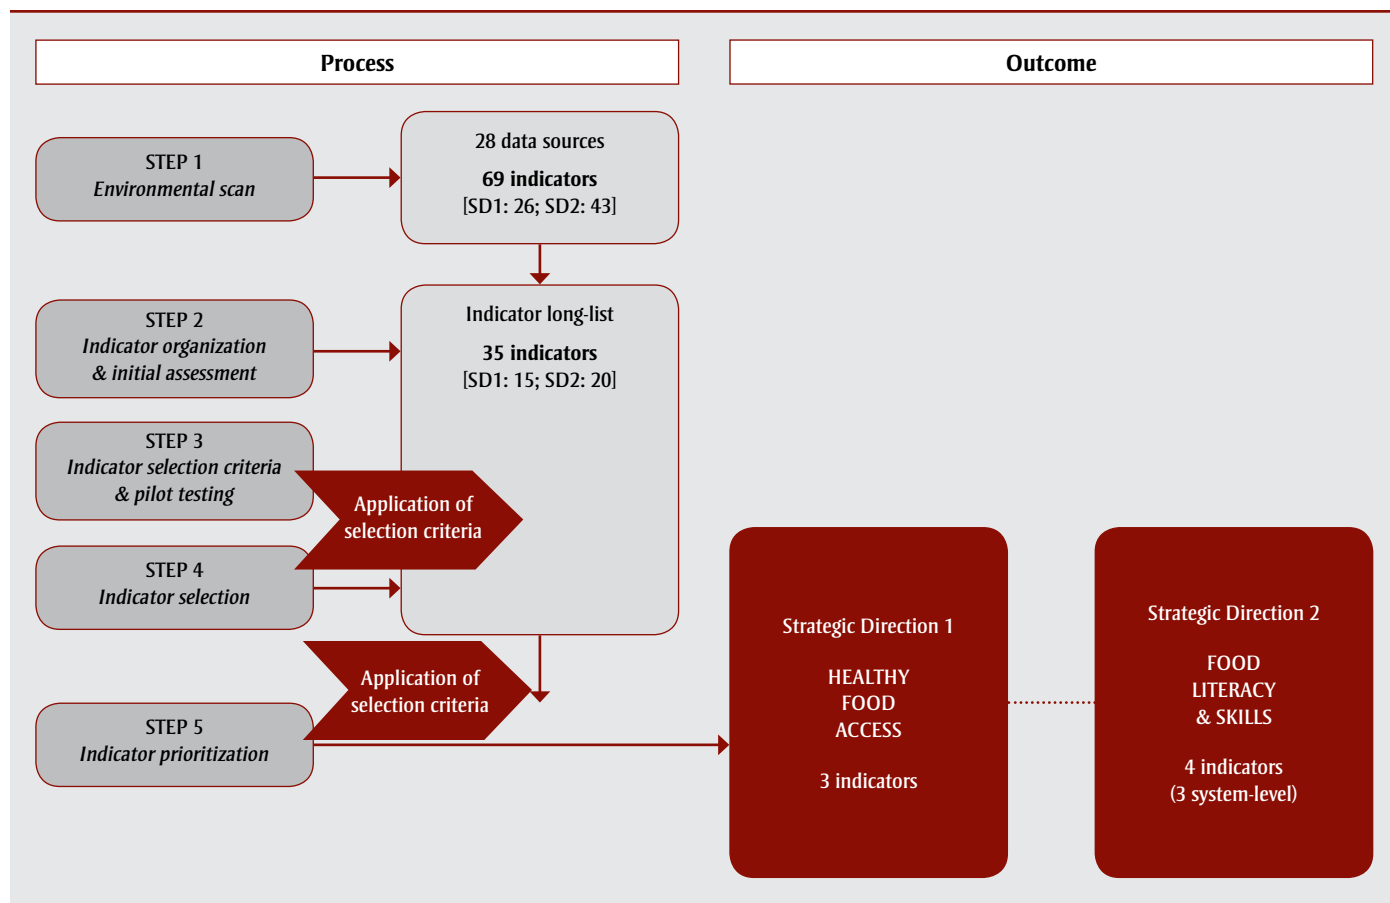 Process
Outcome
STEP 1
Environmental scan
28 data sources
69 indicators
[SD1: 26; SD2: 43]
STEP 2
Indicator organization
& initial assessment
Indicator long-list
35 indicators
[SD1: 15; SD2: 20]
STEP 3
Indicator selection criteria
& pilot testing
Application of
selection criteria
STEP 4
Indicator selection
Application of
selection criteria
STEP 5
Indicator prioritization
Strategic Direction 1
HEALTHY
FOOD
ACCESS
3 indicators
Strategic Direction 2
FOOD
LITERACY
& SKILLS
4 indicators
(3 system-level)